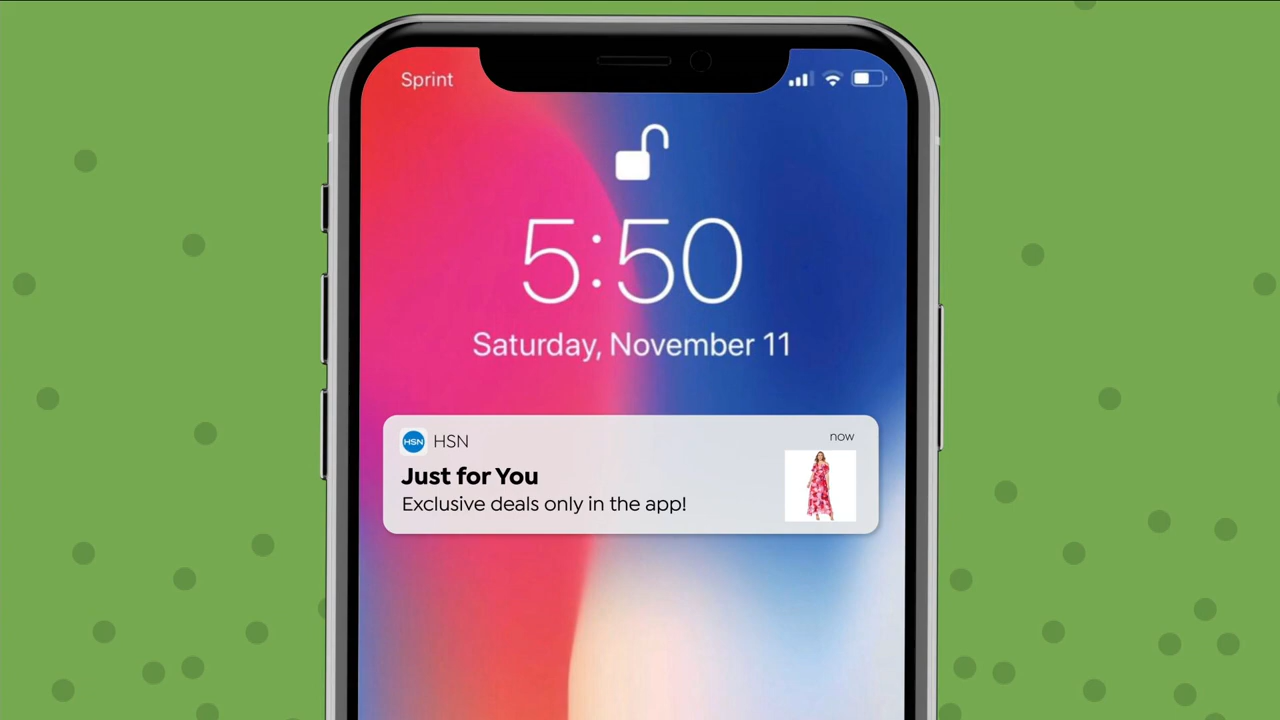 Sprint
5:50
Saturday, November 11
HSN HSN now
Just for You
Exclusive deals only in the app!